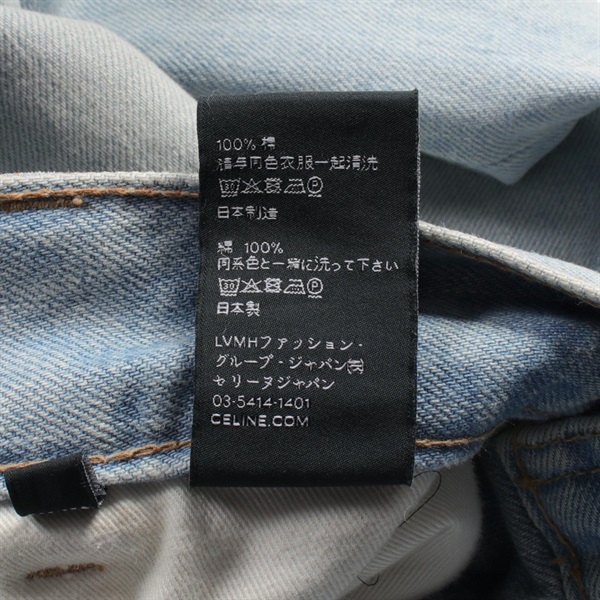 100% 棉
请与同色衣服一起清洗
30 P
日本制造
綿 100%
同系色と一緒に洗って下さい
30 P
日本製
LVMHファッション・
グループ・ジャパン㈱
セリーヌジャパン
03-5414-1401
CELINE.COM